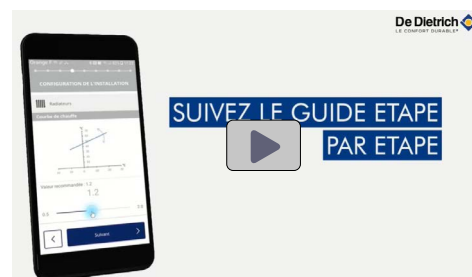 De Dietrich
LE CONFORT DURABLE®
CONFIGURATION DE L'INSTALLATION
Radiateurs
Courbe de chauffe
SUIVEZ LE GUIDE ETAPE
PAR ETAPE
Valeur recommandée : 1.2
1.2
Suivant